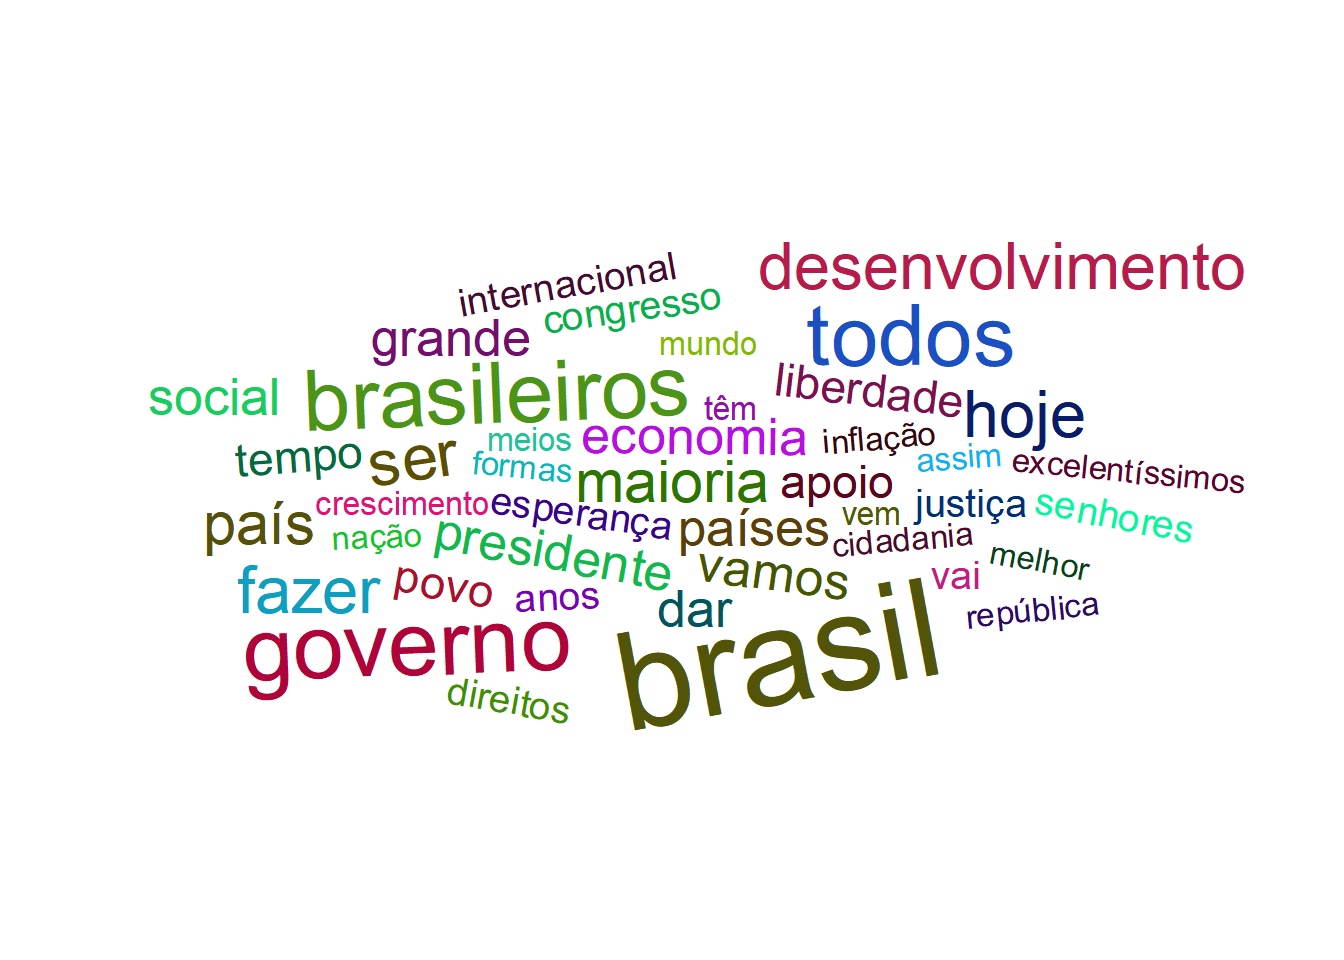 desenvolvimento
internacional
congresso
todos
grande
mundo
brasileiros
liberdade
social
têm
hoje
economia
inflação
meios
tempo
ser
assim
formas
excelentíssimos
maioria
apoio
crescimento
esperança
justiça
senhores
país
vem
países
nação
presidente
cidadania
melhor
vamos
vai
fazer
povo
anos
dar
república
governo
brasil
direitos